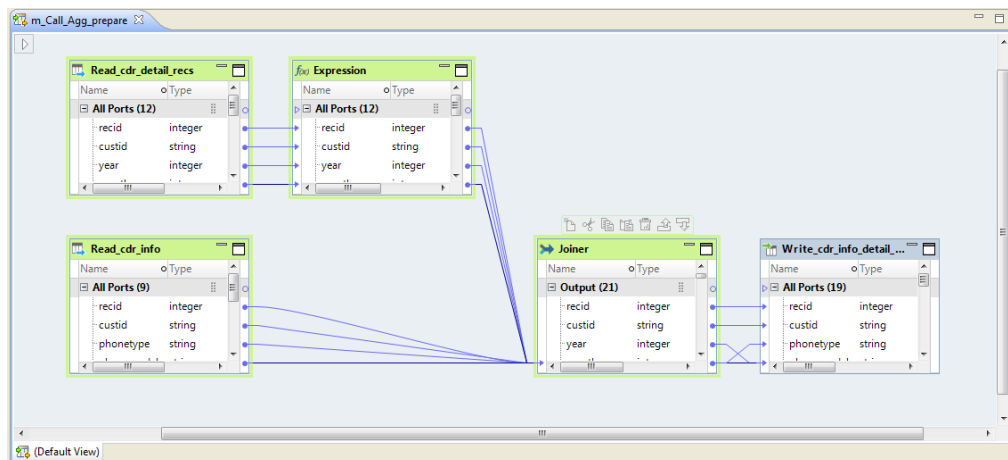 m_Call_Agg_prepare
Read_cdr_detail_recs
Name Type
All Ports (12)
recid integer
custid string
year integer
f(x) Expression
Name Type
All Ports (12)
recid integer
custid string
year integer
Read_cdr_info
Name Type
All Ports (9)
recid integer
custid string
phonetype string
Joiner
Name Type
Output (21)
recid integer
custid string
year integer
Write_cdr_info_detail_...
Name Type
All Ports (19)
recid integer
custid string
phonetype string
(Default View)